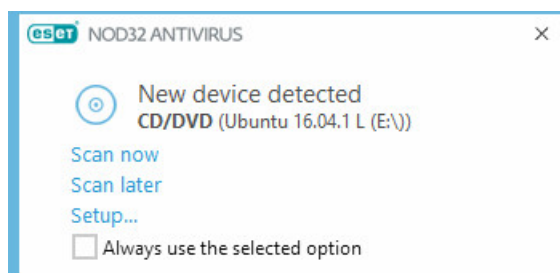 eset NOD32 ANTIVIRUS
New device detected
CD/DVD (Ubuntu 16.04.1 L (E:\))
Scan now
Scan later
Setup...
Always use the selected option